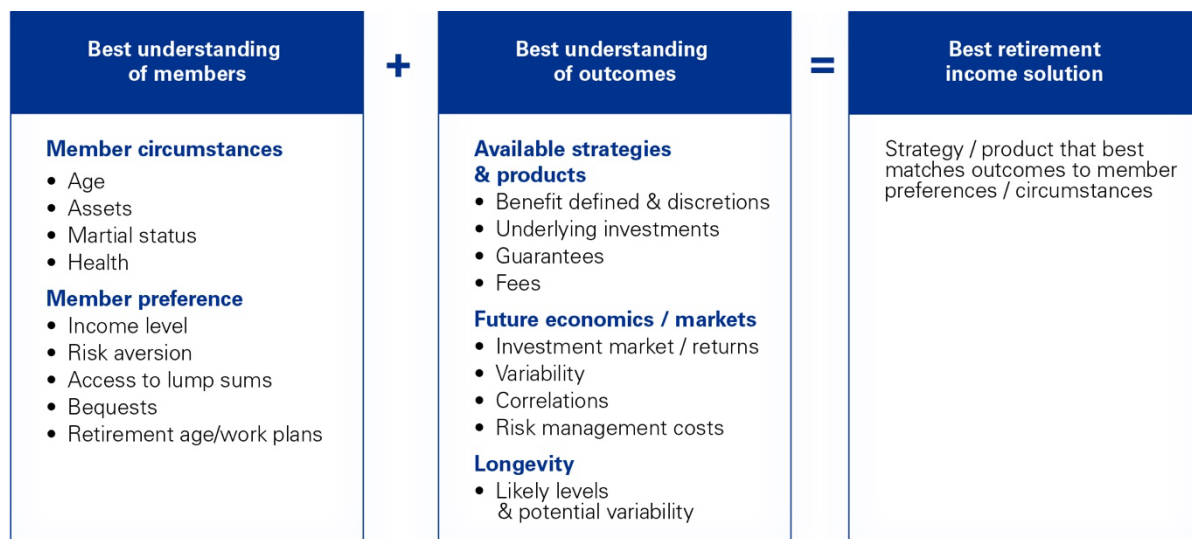 Best understanding
of members
+
Best understanding
of outcomes
=
Best retirement
income solution
Member circumstances
• Age
• Assets
• Martial status
• Health
Member preference
• Income level
• Risk aversion
• Access to lump sums
• Bequests
• Retirement age/work plans
Available strategies
& products
• Benefit defined & discretions
• Underlying investments
• Guarantees
• Fees
Future economics / markets
• Investment market / returns
• Variability
• Correlations
• Risk management costs
Longevity
• Likely levels
& potential variability
Strategy / product that best
matches outcomes to member
preferences / circumstances